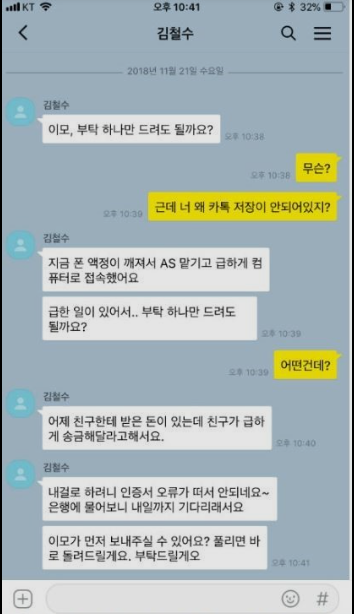 KT 오후 10:41 32%
김철수
2018년 11월 21일 수요일
김철수
이모, 부탁 하나만 드려도 될까요?
오후 10:38
무슨?
오후 10:38
근데 너 왜 카톡 저장이 안되어있지?
오후 10:39
김철수
지금 폰 액정이 깨져서 AS 맡기고 급하게 컴
퓨터로 접속했어요
급한 일이 있어서.. 부탁 하나만 드려도
될까요?
오후 10:39
어떤건데?
오후 10:39
김철수
어제 친구한테 받은 돈이 있는데 친구가 급하
게 송금해달라고해서요.
오후 10:40
김철수
내걸로 하려니 인증서 오류가 떠서 안되네요~
은행에 물어보니 내일까지 기다리래서요
이모가 먼저 보내주실 수 있어요? 풀리면 바
로 돌려드릴게요. 부탁드릴게오
오후 10:41
#